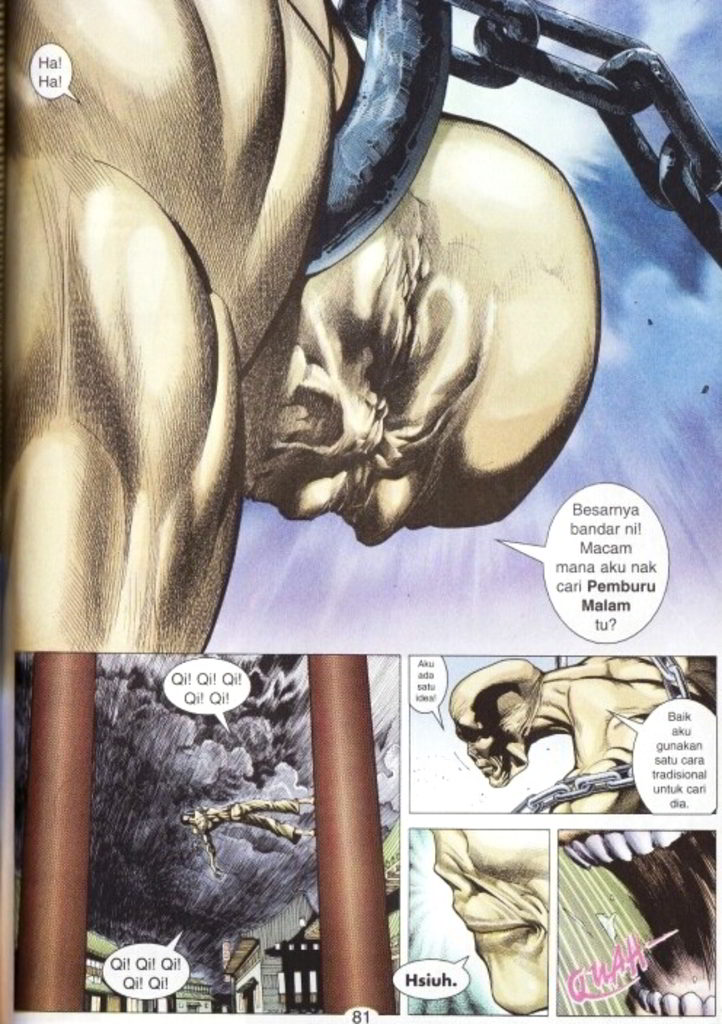 Ha!
Ha!
Besarnya
bandar ni!
Macam
mana aku nak
cari Pemburu
Malam
tu?
Qi! Qi! Qi!
Qi! Qi!
Qi! Qi! Qi!
Qi! Qi!
Aku
ada
satu
idea!
Baik
aku
gunakan
satu cara
tradisional
untuk cari
dia.
Hsiuh.
QUAH
81